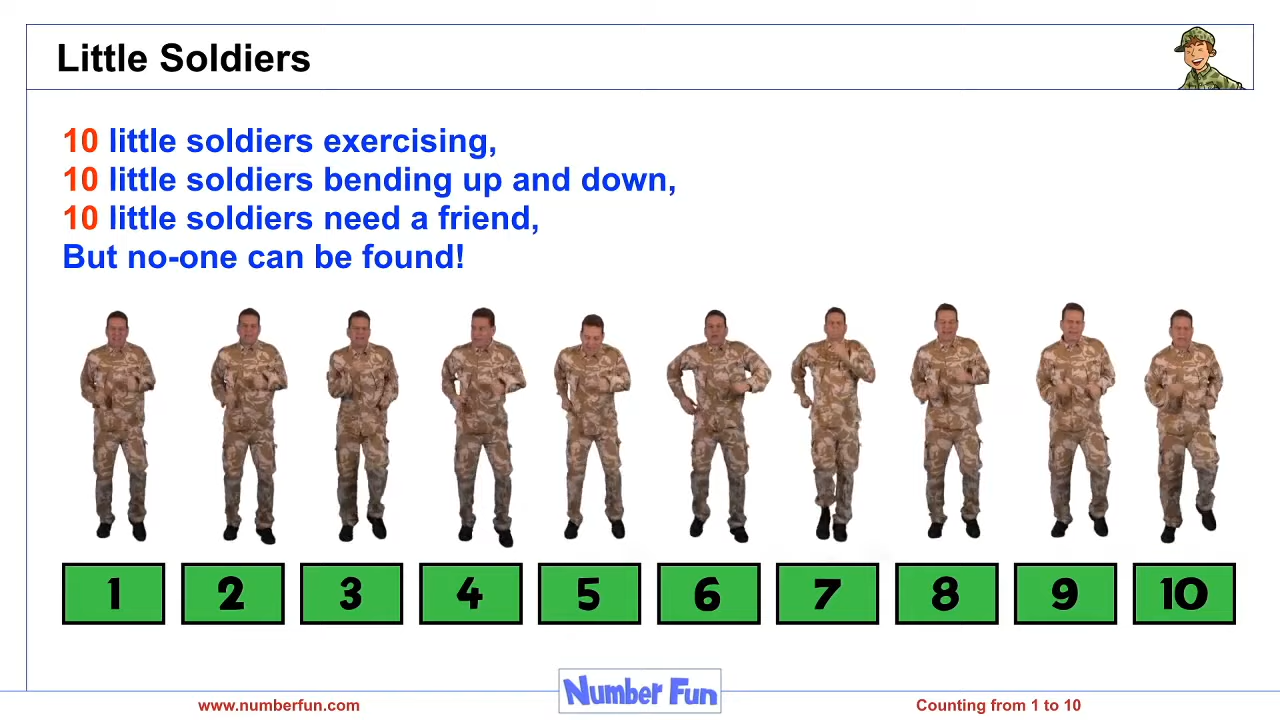 Little Soldiers
10 little soldiers exercising,
10 little soldiers bending up and down,
10 little soldiers need a friend,
But no-one can be found!
1 2 3 4 5 6 7 8 9 10
www.numberfun.com
Number Fun
Counting from 1 to 10